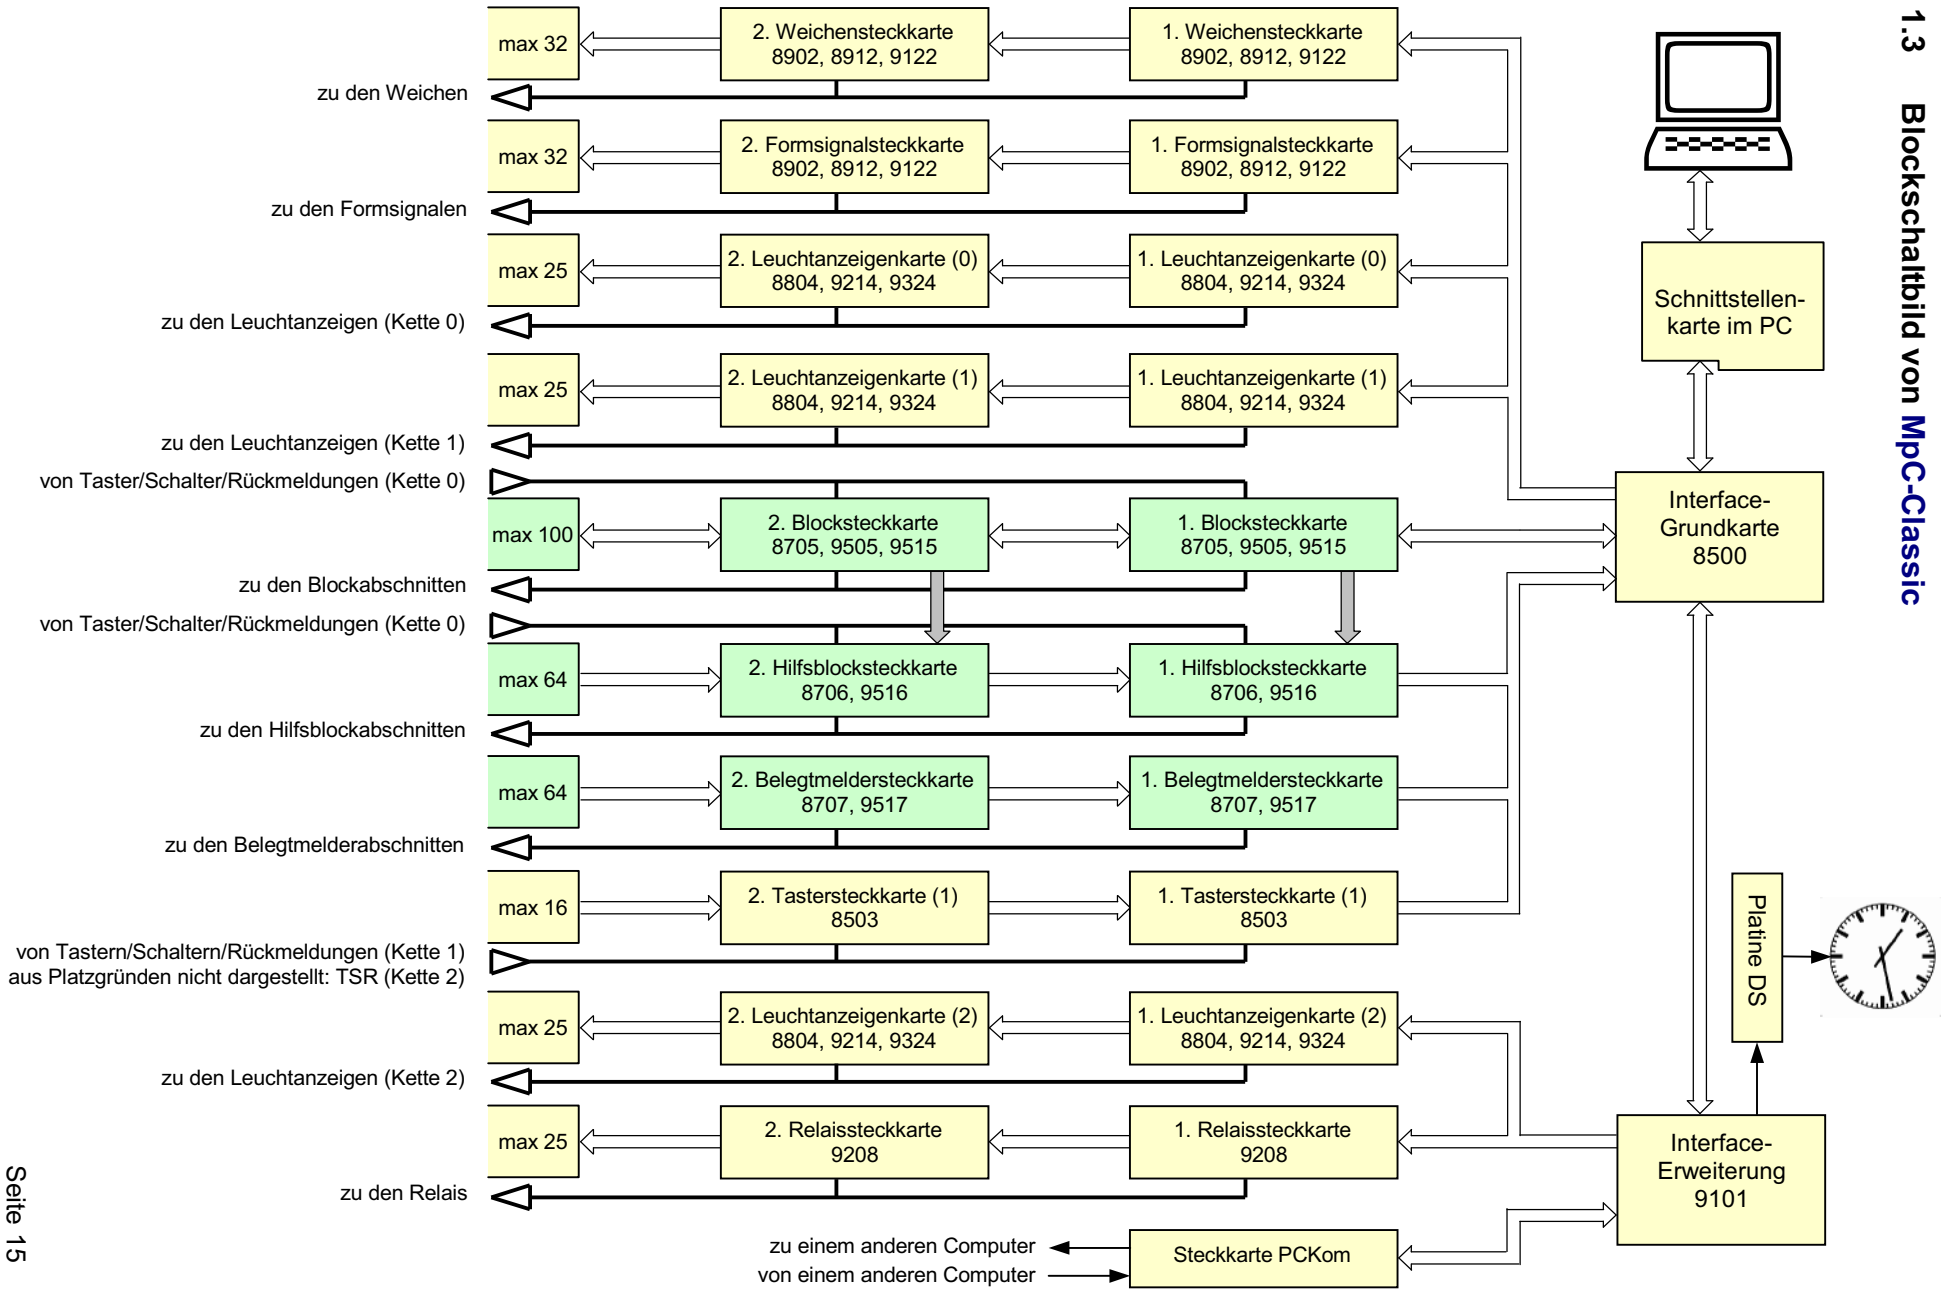 1.3 Blockschaltbild von MpC-Classic
max 32
2. Weichensteckkarte
8902, 8912, 9122
1. Weichensteckkarte
8902, 8912, 9122
zu den Weichen
max 32
2. Formsignalsteckkarte
8902, 8912, 9122
1. Formsignalsteckkarte
8902, 8912, 9122
zu den Formsignalen
max 25
2. Leuchtanzeigenkarte (0)
8804, 9214, 9324
1. Leuchtanzeigenkarte (0)
8804, 9214, 9324
zu den Leuchtanzeigen (Kette 0)
max 25
2. Leuchtanzeigenkarte (1)
8804, 9214, 9324
1. Leuchtanzeigenkarte (1)
8804, 9214, 9324
zu den Leuchtanzeigen (Kette 1)
von Taster/Schalter/Rückmeldungen (Kette 0)
max 100
2. Blocksteckkarte
8705, 9505, 9515
1. Blocksteckkarte
8705, 9505, 9515
zu den Blockabschnitten
von Taster/Schalter/Rückmeldungen (Kette 0)
max 64
2. Hilfsblocksteckkarte
8706, 9516
1. Hilfsblocksteckkarte
8706, 9516
zu den Hilfsblockabschnitten
max 64
2. Belegtmeldersteckkarte
8707, 9517
1. Belegtmeldersteckkarte
8707, 9517
zu den Belegtmelderabschnitten
max 16
2. Tastersteckkarte (1)
8503
1. Tastersteckkarte (1)
8503
von Tastern/Schaltern/Rückmeldungen (Kette 1)
aus Platzgründen nicht dargestellt: TSR (Kette 2)
max 25
2. Leuchtanzeigenkarte (2)
8804, 9214, 9324
1. Leuchtanzeigenkarte (2)
8804, 9214, 9324
zu den Leuchtanzeigen (Kette 2)
max 25
2. Relaissteckkarte
9208
1. Relaissteckkarte
9208
zu den Relais
zu einem anderen Computer
von einem anderen Computer
Steckkarte PCKom
Schnittstellen-
karte im PC
Interface-
Grundkarte
8500
Platine DS
Interface-
Erweiterung
9101
Seite 15